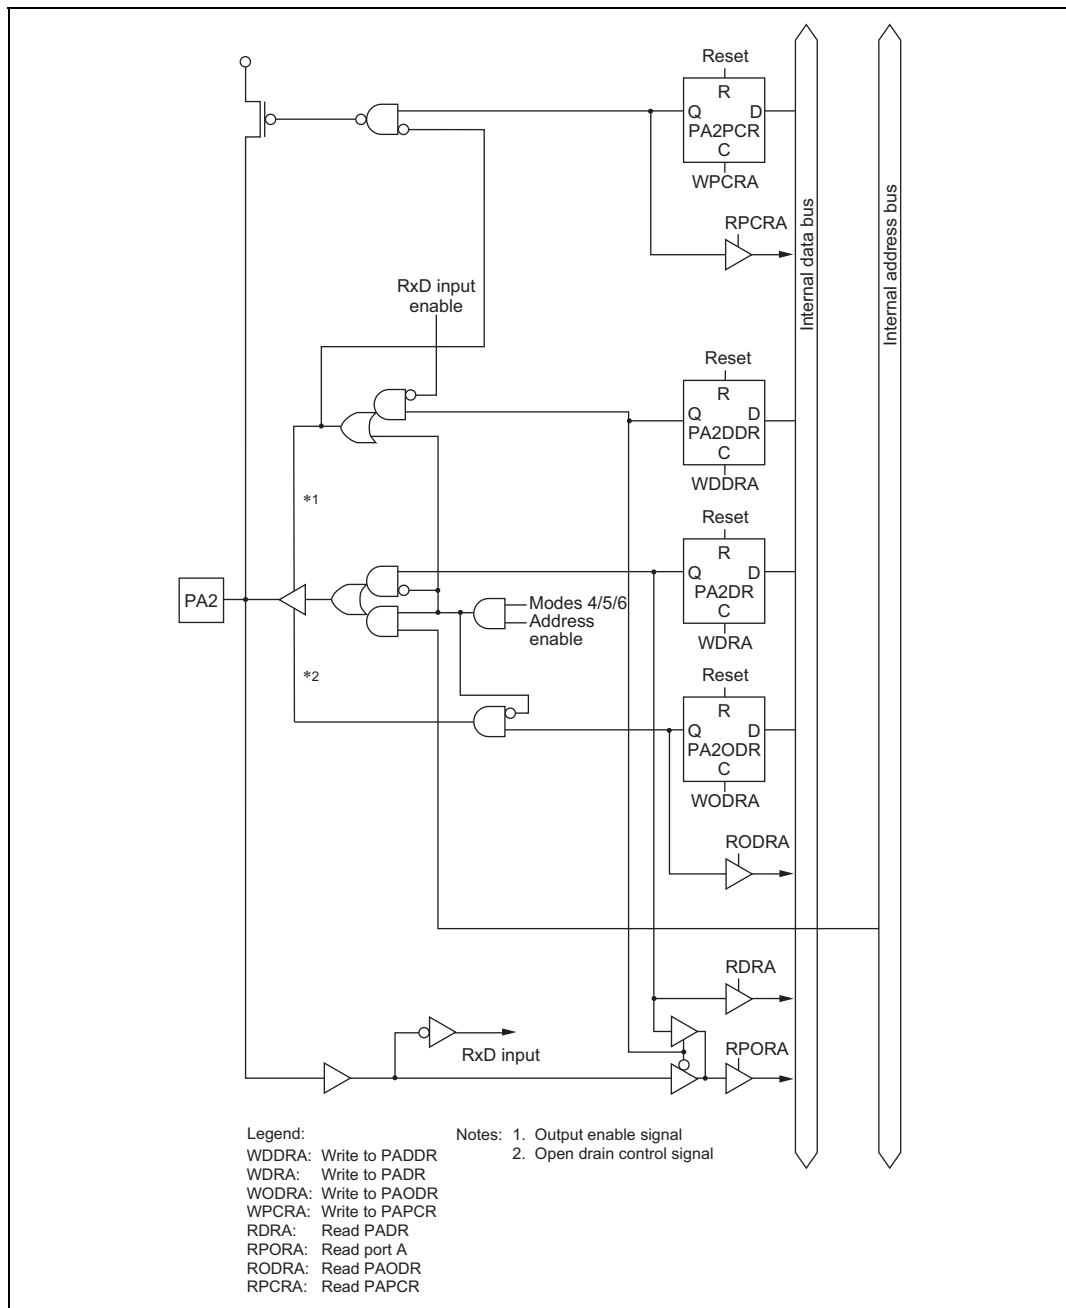 Reset
R
Q D
PA2PCR
C
WPCRA
RPCRA
Internal data bus
Internal address bus
RxD input
enable
Reset
R
Q D
PA2DDR
C
WDDRA
*1
Reset
R
Q D
PA2DR
C
WDRA
PA2
Modes 4/5/6
Address
enable
*2
Reset
R
Q D
PA2ODR
C
WODRA
RODRA
RDRA
RxD input
RPORA
Legend:
WDDRA: Write to PADDR
WDRA: Write to PADR
WODRA: Write to PAODR
WPCRA: Write to PAPCR
RDRA: Read PADR
RPORA: Read port A
RODRA: Read PAODR
RPCRA: Read PAPCR
Notes: 1. Output enable signal
2. Open drain control signal